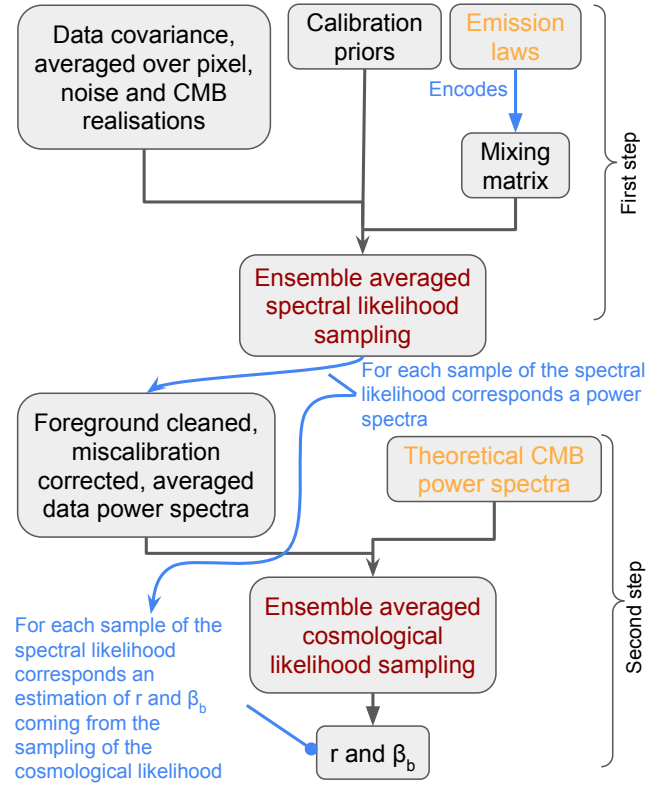 Data covariance,
averaged over pixel,
noise and CMB
realisations
Calibration
priors
Emission
laws
Encodes
Mixing
matrix
First step
Ensemble averaged
spectral likelihood
sampling
For each sample of the spectral
likelihood corresponds a power
spectra
Foreground cleaned,
miscalibration
corrected, averaged
data power spectra
Theoretical CMB
power spectra
Second step
Ensemble averaged
cosmological
likelihood sampling
For each sample of the
spectral likelihood
corresponds an
estimation of r and β_b
coming from the
sampling of the
cosmological likelihood
r and β_b